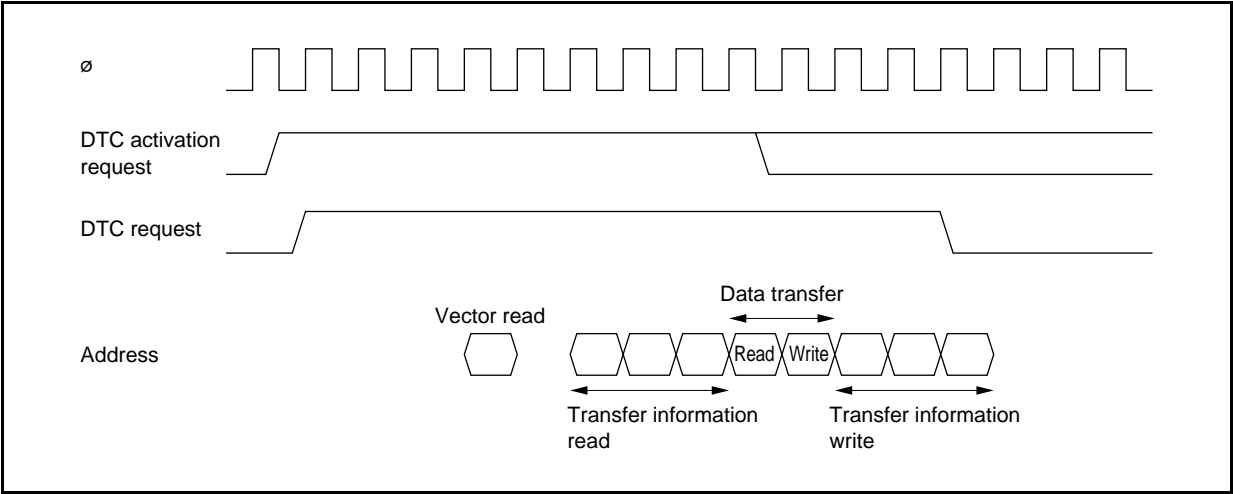 ø
DTC activation
request
DTC request
Data transfer
Vector read
Address
Read
Write
Transfer information
read
Transfer information
write